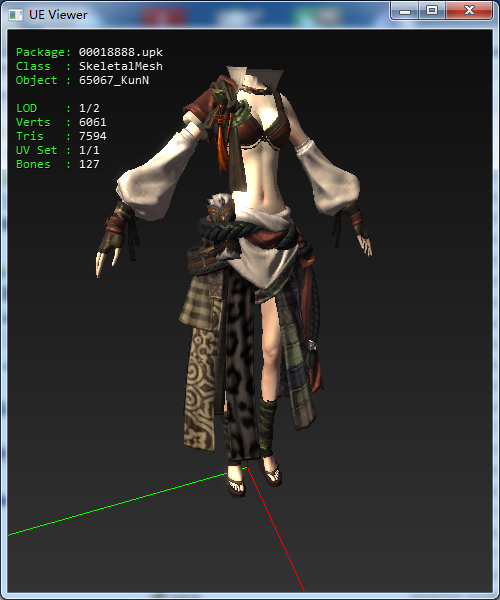 UE Viewer
Package: 00018888.upk
Class : SkeletalMesh
Object : 65067_KunN
LOD : 1/2
Verts : 6061
Tris : 7594
UV Set : 1/1
Bones : 127